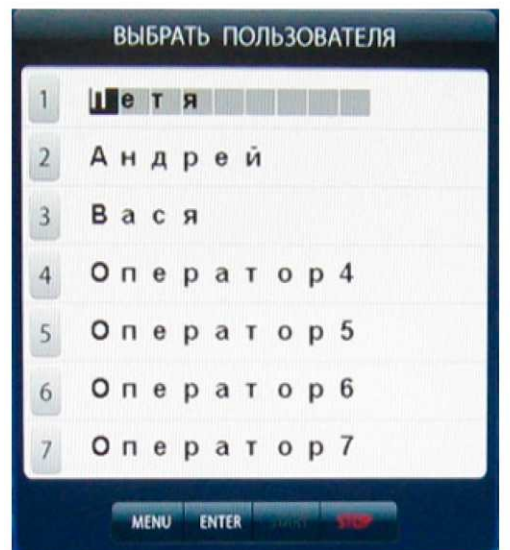 ВЫБРАТЬ ПОЛЬЗОВАТЕЛЯ
1 Петя
2 Андрей
3 Вася
4 Оператор4
5 Оператор5
6 Оператор6
7 Оператор7
MENU ENTER START STOP